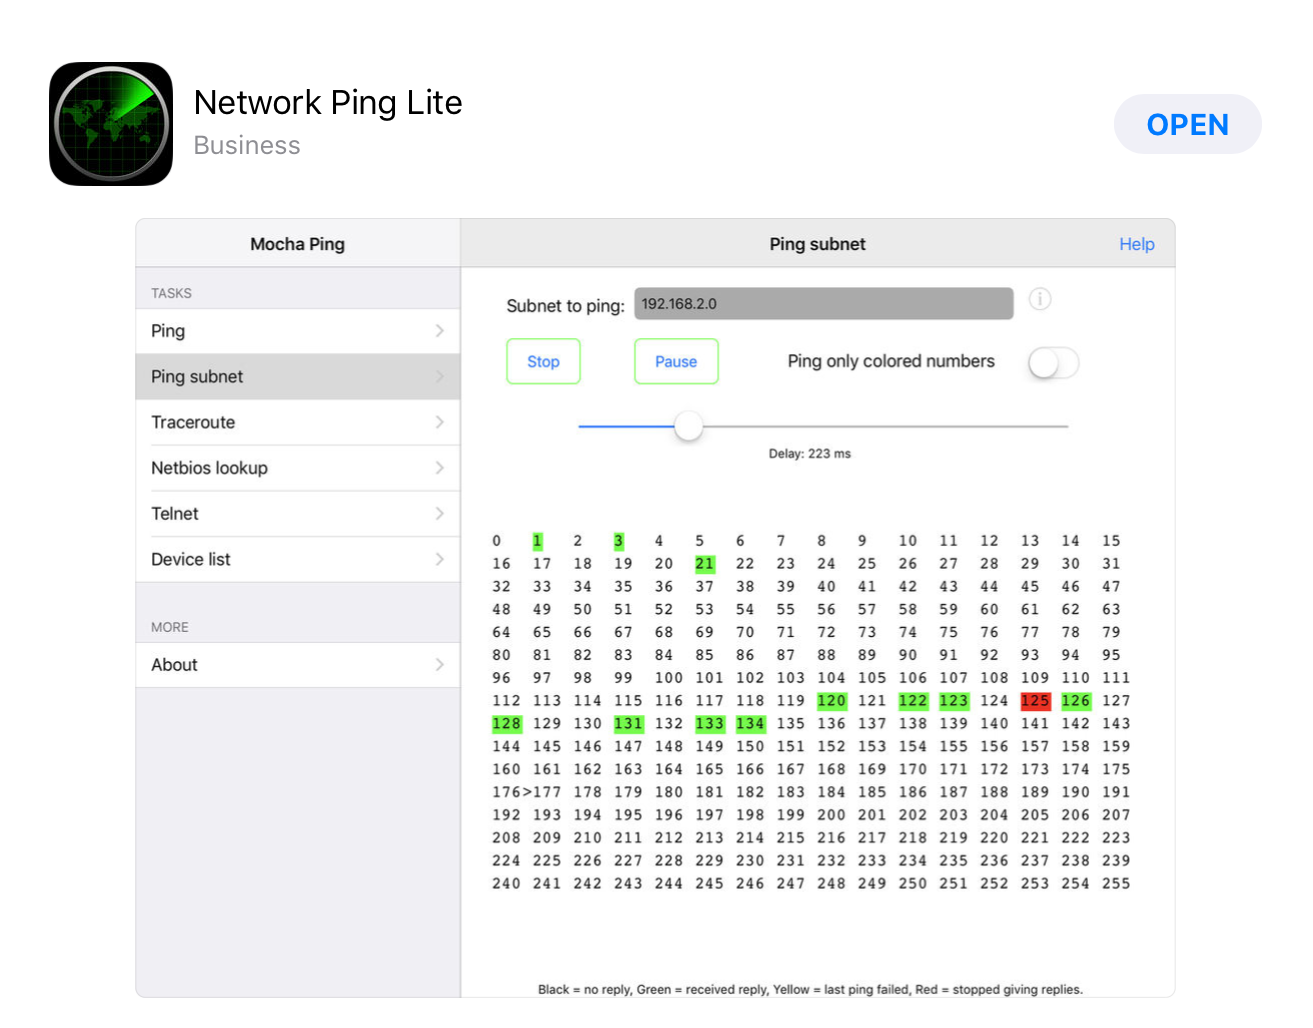 Network Ping Lite
Business
OPEN
Mocha Ping
Ping subnet
Help
TASKS
Ping
Ping subnet
Traceroute
Netbios lookup
Telnet
Device list
MORE
About
Subnet to ping: 192.168.2.0
Stop Pause Ping only colored numbers
Delay: 223 ms
0 1 2 3 4 5 6 7 8 9 10 11 12 13 14 15
16 17 18 19 20 21 22 23 24 25 26 27 28 29 30 31
32 33 34 35 36 37 38 39 40 41 42 43 44 45 46 47
48 49 50 51 52 53 54 55 56 57 58 59 60 61 62 63
64 65 66 67 68 69 70 71 72 73 74 75 76 77 78 79
80 81 82 83 84 85 86 87 88 89 90 91 92 93 94 95
96 97 98 99 100 101 102 103 104 105 106 107 108 109 110 111
112 113 114 115 116 117 118 119 120 121 122 123 124 125 126 127
128 129 130 131 132 133 134 135 136 137 138 139 140 141 142 143
144 145 146 147 148 149 150 151 152 153 154 155 156 157 158 159
160 161 162 163 164 165 166 167 168 169 170 171 172 173 174 175
176>177 178 179 180 181 182 183 184 185 186 187 188 189 190 191
192 193 194 195 196 197 198 199 200 201 202 203 204 205 206 207
208 209 210 211 212 213 214 215 216 217 218 219 220 221 222 223
224 225 226 227 228 229 230 231 232 233 234 235 236 237 238 239
240 241 242 243 244 245 246 247 248 249 250 251 252 253 254 255
Black = no reply, Green = received reply, Yellow = last ping failed, Red = stopped giving replies.